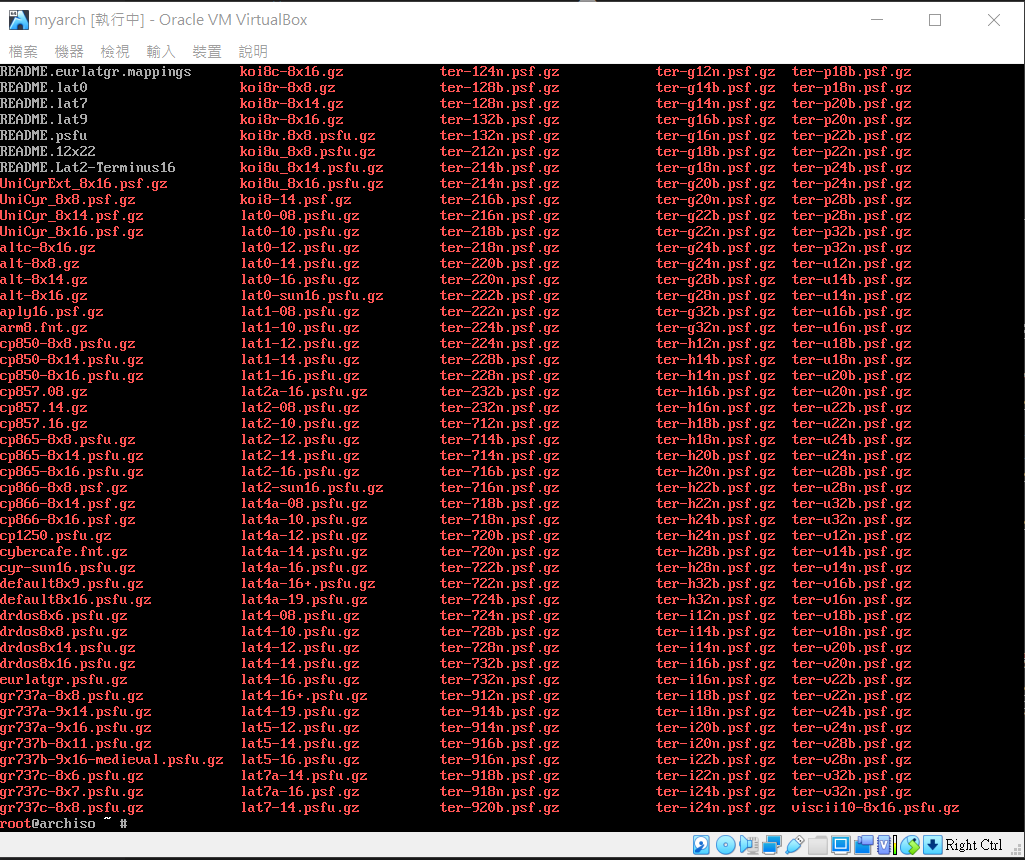 myarch [執行中] - Oracle VM VirtualBox
檔案 機器 檢視 輸入 裝置 說明
README.eurlatgr.mappings koi8c-8x16.gz ter-124n.psf.gz ter-g12n.psf.gz ter-p18b.psf.gz
README.lat0 koi8r-8x8.gz ter-128b.psf.gz ter-g14b.psf.gz ter-p18n.psf.gz
README.lat7 koi8r-8x14.gz ter-128n.psf.gz ter-g14n.psf.gz ter-p20b.psf.gz
README.lat9 koi8r-8x16.gz ter-132b.psf.gz ter-g16b.psf.gz ter-p20n.psf.gz
README.psfu koi8r.8x8.psfu.gz ter-132n.psf.gz ter-g16n.psf.gz ter-p22b.psf.gz
README.12x22 koi8u_8x8.psfu.gz ter-212n.psf.gz ter-g18b.psf.gz ter-p22n.psf.gz
README.Lat2-Terminus16 koi8u_8x14.psfu.gz ter-214b.psf.gz ter-g18n.psf.gz ter-p24b.psf.gz
UniCyrExt_8x16.psf.gz koi8u_8x16.psfu.gz ter-214n.psf.gz ter-g20b.psf.gz ter-p24n.psf.gz
UniCyr_8x8.psf.gz koi8-14.psf.gz ter-216b.psf.gz ter-g20n.psf.gz ter-p28b.psf.gz
UniCyr_8x14.psf.gz lat0-08.psfu.gz ter-216n.psf.gz ter-g22b.psf.gz ter-p28n.psf.gz
UniCyr_8x16.psf.gz lat0-10.psfu.gz ter-218b.psf.gz ter-g22n.psf.gz ter-p32b.psf.gz
altc-8x16.gz lat0-12.psfu.gz ter-218n.psf.gz ter-g24b.psf.gz ter-p32n.psf.gz
alt-8x8.gz lat0-14.psfu.gz ter-220b.psf.gz ter-g24n.psf.gz ter-u12n.psf.gz
alt-8x14.gz lat0-16.psfu.gz ter-220n.psf.gz ter-g28b.psf.gz ter-u14b.psf.gz
alt-8x16.gz lat0-sun16.psfu.gz ter-222b.psf.gz ter-g28n.psf.gz ter-u14n.psf.gz
aply16.psf.gz lat1-08.psfu.gz ter-222n.psf.gz ter-g32b.psf.gz ter-u16b.psf.gz
arm8.fnt.gz lat1-10.psfu.gz ter-224b.psf.gz ter-g32n.psf.gz ter-u16n.psf.gz
cp850-8x8.psfu.gz lat1-12.psfu.gz ter-224n.psf.gz ter-h12n.psf.gz ter-u18b.psf.gz
cp850-8x14.psfu.gz lat1-14.psfu.gz ter-228b.psf.gz ter-h14b.psf.gz ter-u18n.psf.gz
cp850-8x16.psfu.gz lat1-16.psfu.gz ter-228n.psf.gz ter-h14n.psf.gz ter-u20b.psf.gz
cp857.08.gz lat2a-16.psfu.gz ter-232b.psf.gz ter-h16b.psf.gz ter-u20n.psf.gz
cp857.14.gz lat2-08.psfu.gz ter-232n.psf.gz ter-h16n.psf.gz ter-u22b.psf.gz
cp857.16.gz lat2-10.psfu.gz ter-712n.psf.gz ter-h18b.psf.gz ter-u22n.psf.gz
cp865-8x8.psfu.gz lat2-12.psfu.gz ter-714b.psf.gz ter-h18n.psf.gz ter-u24b.psf.gz
cp865-8x14.psfu.gz lat2-14.psfu.gz ter-714n.psf.gz ter-h20b.psf.gz ter-u24n.psf.gz
cp865-8x16.psfu.gz lat2-16.psfu.gz ter-716b.psf.gz ter-h20n.psf.gz ter-u28b.psf.gz
cp866-8x8.psf.gz lat2-sun16.psfu.gz ter-716n.psf.gz ter-h22b.psf.gz ter-u28n.psf.gz
cp866-8x14.psf.gz lat4a-08.psfu.gz ter-718b.psf.gz ter-h22n.psf.gz ter-u32b.psf.gz
cp866-8x16.psf.gz lat4a-10.psfu.gz ter-718n.psf.gz ter-h24b.psf.gz ter-u32n.psf.gz
cp1250.psfu.gz lat4a-12.psfu.gz ter-720b.psf.gz ter-h24n.psf.gz ter-v12n.psf.gz
cybercafe.fnt.gz lat4a-14.psfu.gz ter-720n.psf.gz ter-h28b.psf.gz ter-v14b.psf.gz
cyr-sun16.psfu.gz lat4a-16.psfu.gz ter-722b.psf.gz ter-h28n.psf.gz ter-v14n.psf.gz
default8x9.psfu.gz lat4a-16+.psfu.gz ter-722n.psf.gz ter-h32b.psf.gz ter-v16b.psf.gz
default8x16.psfu.gz lat4a-19.psfu.gz ter-724b.psf.gz ter-h32n.psf.gz ter-v16n.psf.gz
drdos8x6.psfu.gz lat4-08.psfu.gz ter-724n.psf.gz ter-i12n.psf.gz ter-v18b.psf.gz
drdos8x8.psfu.gz lat4-10.psfu.gz ter-728b.psf.gz ter-i14b.psf.gz ter-v18n.psf.gz
drdos8x14.psfu.gz lat4-12.psfu.gz ter-728n.psf.gz ter-i14n.psf.gz ter-v20b.psf.gz
drdos8x16.psfu.gz lat4-14.psfu.gz ter-732b.psf.gz ter-i16b.psf.gz ter-v20n.psf.gz
eurlatgr.psfu.gz lat4-16.psfu.gz ter-732n.psf.gz ter-i16n.psf.gz ter-v22b.psf.gz
gr737a-8x8.psfu.gz lat4-16+.psfu.gz ter-912n.psf.gz ter-i18b.psf.gz ter-v22n.psf.gz
gr737a-9x14.psfu.gz lat4-19.psfu.gz ter-914b.psf.gz ter-i18n.psf.gz ter-v24b.psf.gz
gr737a-9x16.psfu.gz lat5-12.psfu.gz ter-914n.psf.gz ter-i20b.psf.gz ter-v24n.psf.gz
gr737b-8x11.psfu.gz lat5-14.psfu.gz ter-916b.psf.gz ter-i20n.psf.gz ter-v28b.psf.gz
gr737b-9x16-medieval.psfu.gz lat5-16.psfu.gz ter-916n.psf.gz ter-i22b.psf.gz ter-v28n.psf.gz
gr737c-8x6.psfu.gz lat7a-14.psfu.gz ter-918b.psf.gz ter-i22n.psf.gz ter-v32b.psf.gz
gr737c-8x7.psfu.gz lat7a-16.psf.gz ter-918n.psf.gz ter-i24b.psf.gz ter-v32n.psf.gz
gr737c-8x8.psfu.gz lat7-14.psfu.gz ter-920b.psf.gz ter-i24n.psf.gz viscii10-8x16.psfu.gz
root@archiso ~ #
Right Ctrl